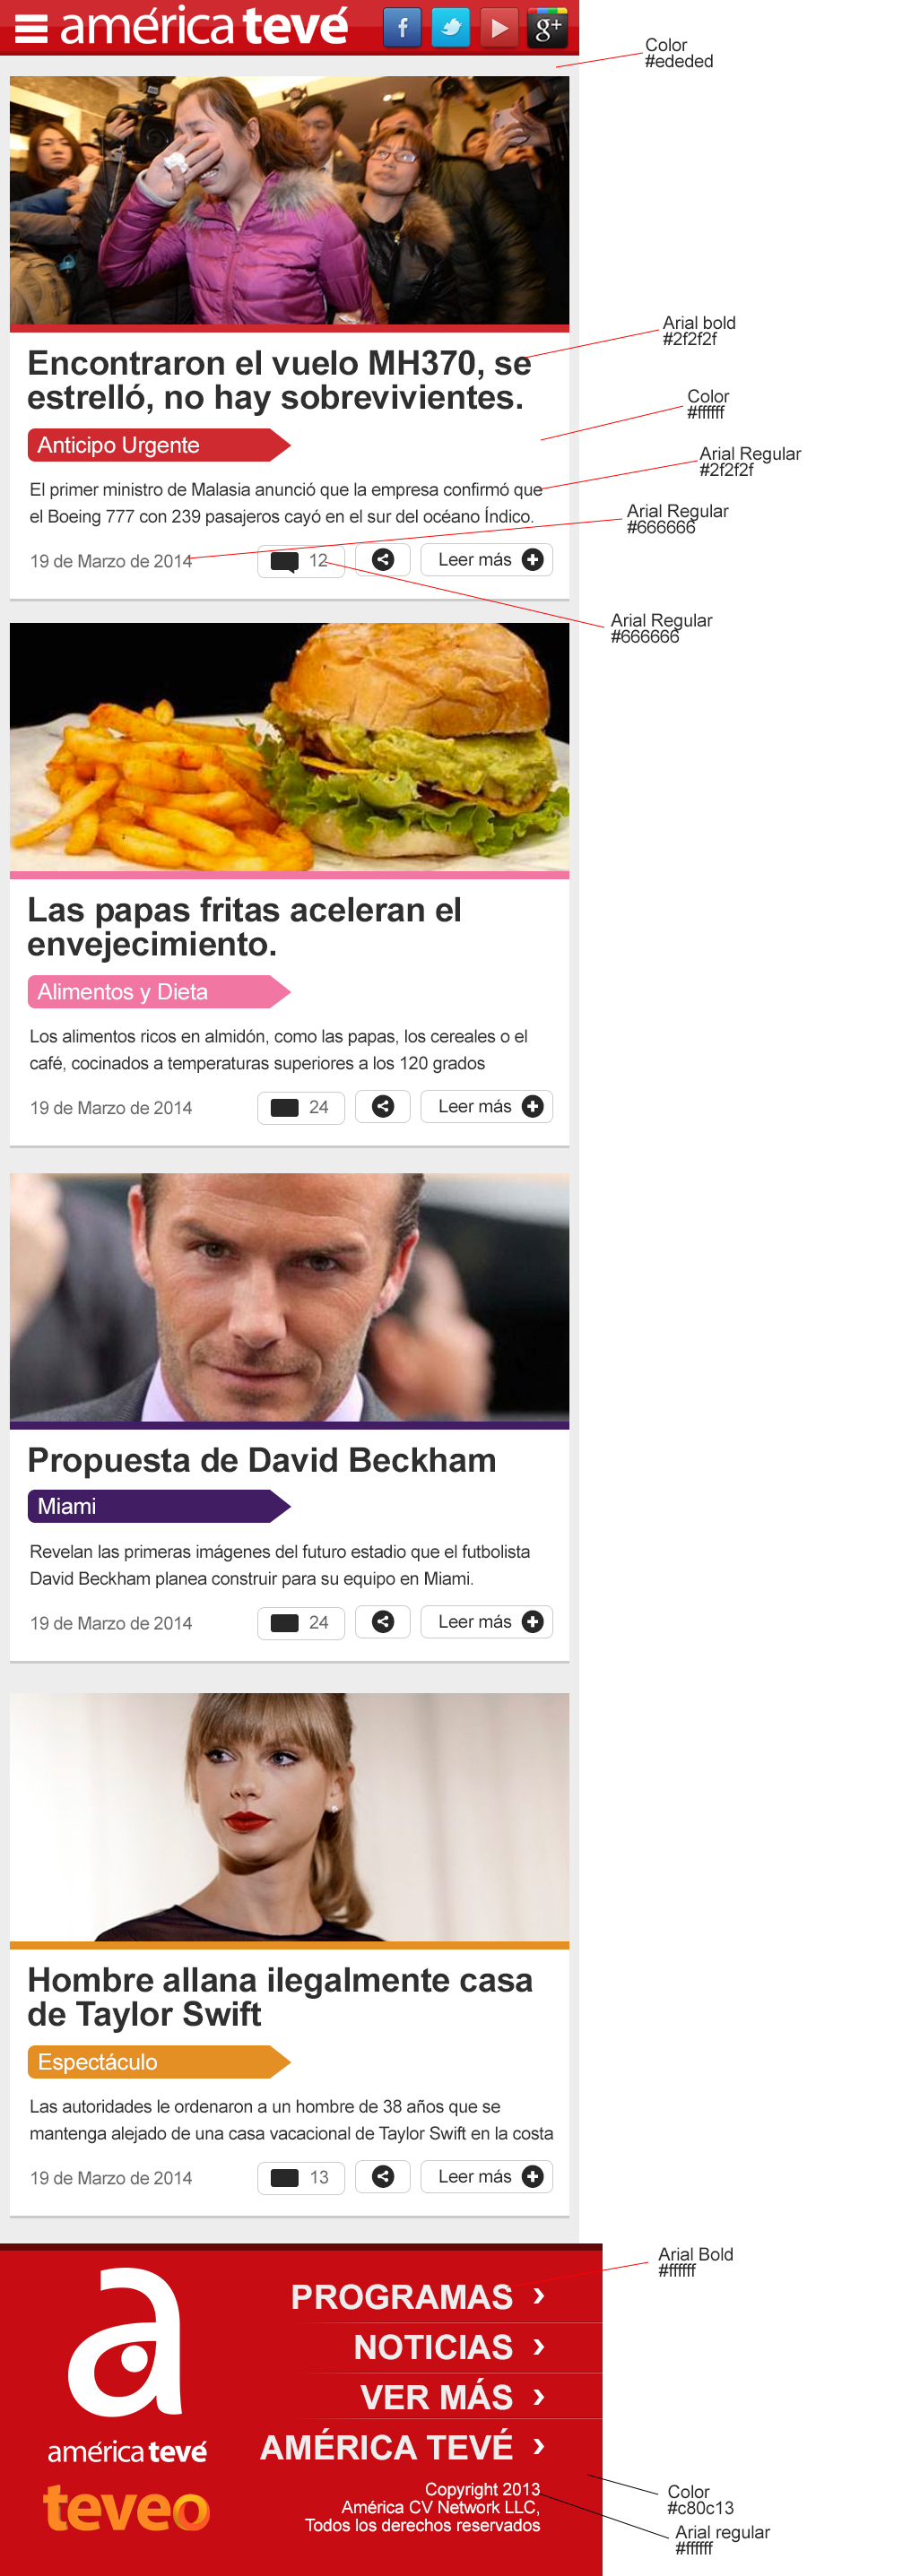 américa tevé
f
g+
Color
#ededed
Arial bold
#2f2f2f
Encontraron el vuelo MH370, se
estrelló, no hay sobrevivientes.
Color
#ffffff
Anticipo Urgente
Arial Regular
#2f2f2f
El primer ministro de Malasia anunció que la empresa confirmó que
el Boeing 777 con 239 pasajeros cayó en el sur del océano Índico.
Arial Regular
#666666
19 de Marzo de 2014 12 Leer más
Arial Regular
#666666
Las papas fritas aceleran el
envejecimiento.
Alimentos y Dieta
Los alimentos ricos en almidón, como las papas, los cereales o el
café, cocinados a temperaturas superiores a los 120 grados
19 de Marzo de 2014 24 Leer más
Propuesta de David Beckham
Miami
Revelan las primeras imágenes del futuro estadio que el futbolista
David Beckham planea construir para su equipo en Miami.
19 de Marzo de 2014 24 Leer más
Hombre allana ilegalmente casa
de Taylor Swift
Espectáculo
Las autoridades le ordenaron a un hombre de 38 años que se
mantenga alejado de una casa vacacional de Taylor Swift en la costa
19 de Marzo de 2014 13 Leer más
Arial Bold
#ffffff
a
américa tevé
teveo
PROGRAMAS ›
NOTICIAS ›
VER MÁS ›
AMÉRICA TEVÉ ›
Copyright 2013
América CV Network LLC,
Todos los derechos reservados
Color
#c80c13
Arial regular
#ffffff